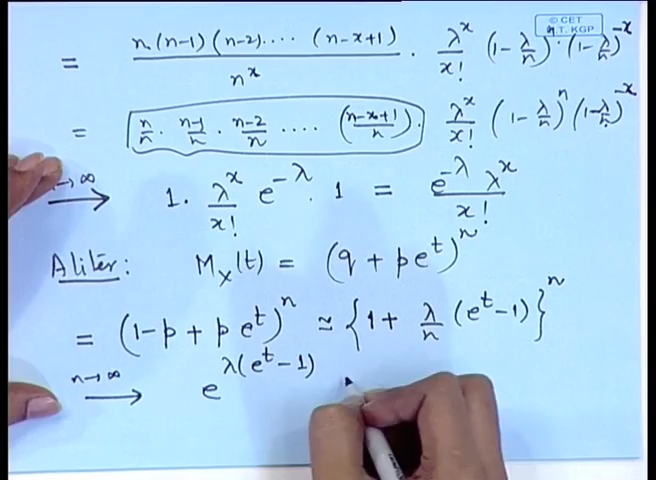 © CET
I.I.T. KGP
= n.(n-1)(n-2)....(n-x+1) / n^x . λ^x / x! (1-λ/n)^n . (1-λ/n)^-x
= n/n . n-1/n . n-2/n .... (n-x+1/n) . λ^x / x! (1-λ/n)^n (1-λ/n)^-x
→∞ ⟶ 1. λ^x / x! e^-λ . 1 = e^-λ λ^x / x!
Aliter: M_X(t) = (q + pe^t)^n
= (1-p + p e^t)^n ≃ {1+ λ/n (e^t-1)}^n
n→∞ ⟶ e^λ(e^t-1)